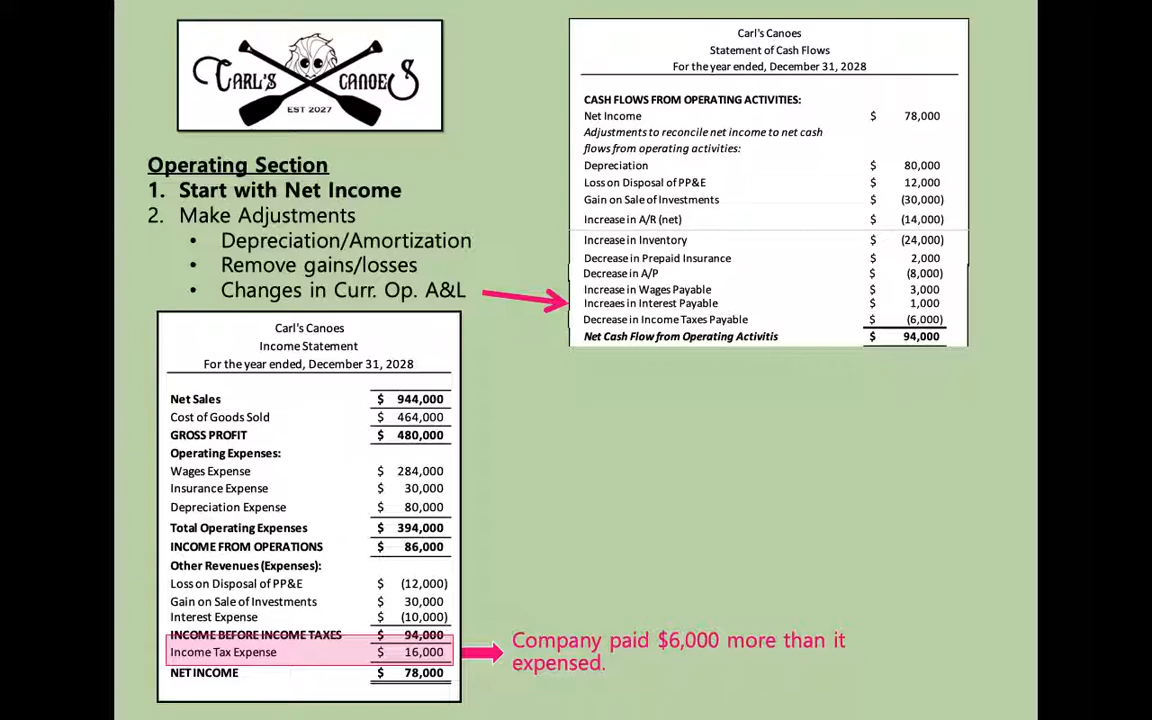 CARL'S CANOES
EST 2027
Operating Section
1. Start with Net Income
2. Make Adjustments
• Depreciation/Amortization
• Remove gains/losses
• Changes in Curr. Op. A&L
Carl's Canoes
Income Statement
For the year ended, December 31, 2028
Net Sales $ 944,000
Cost of Goods Sold $ 464,000
GROSS PROFIT $ 480,000
Operating Expenses:
Wages Expense $ 284,000
Insurance Expense $ 30,000
Depreciation Expense $ 80,000
Total Operating Expenses $ 394,000
INCOME FROM OPERATIONS $ 86,000
Other Revenues (Expenses):
Loss on Disposal of PP&E $ (12,000)
Gain on Sale of Investments $ 30,000
Interest Expense $ (10,000)
INCOME BEFORE INCOME TAXES $ 94,000
Income Tax Expense $ 16,000
NET INCOME $ 78,000
Carl's Canoes
Statement of Cash Flows
For the year ended, December 31, 2028
CASH FLOWS FROM OPERATING ACTIVITIES:
Net Income $ 78,000
Adjustments to reconcile net income to net cash
flows from operating activities:
Depreciation $ 80,000
Loss on Disposal of PP&E $ 12,000
Gain on Sale of Investments $ (30,000)
Increase in A/R (net) $ (14,000)
Increase in Inventory $ (24,000)
Decrease in Prepaid Insurance $ 2,000
Decrease in A/P $ (8,000)
Increase in Wages Payable $ 3,000
Increaes in Interest Payable $ 1,000
Decrease in Income Taxes Payable $ (6,000)
Net Cash Flow from Operating Activitis $ 94,000
Company paid $6,000 more than it
expensed.